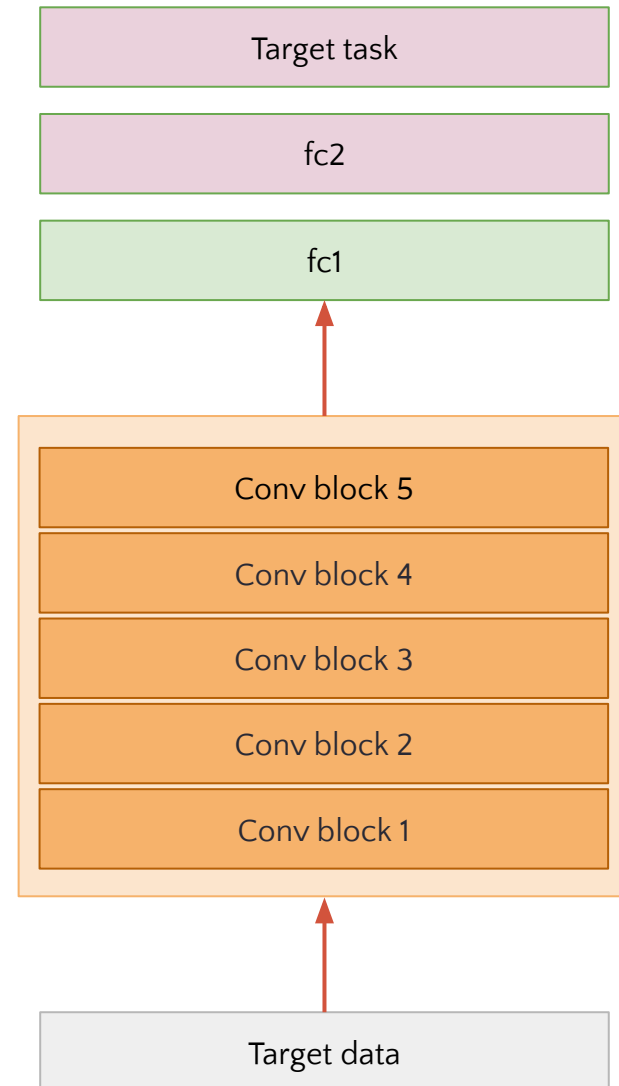 Target task
fc2
fc1
Conv block 5
Conv block 4
Conv block 3
Conv block 2
Conv block 1
Target data